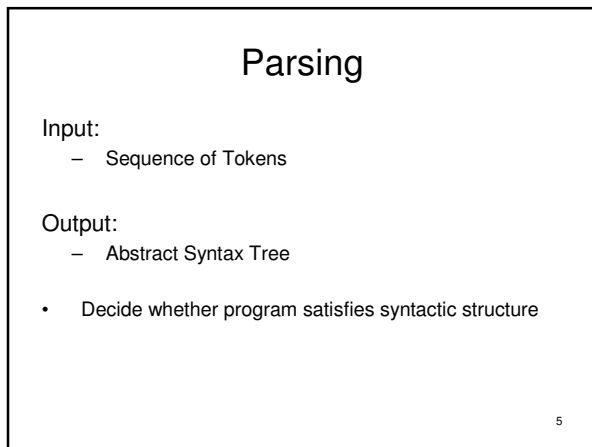 Parsing
Input:
– Sequence of Tokens
Output:
– Abstract Syntax Tree
• Decide whether program satisfies syntactic structure
5